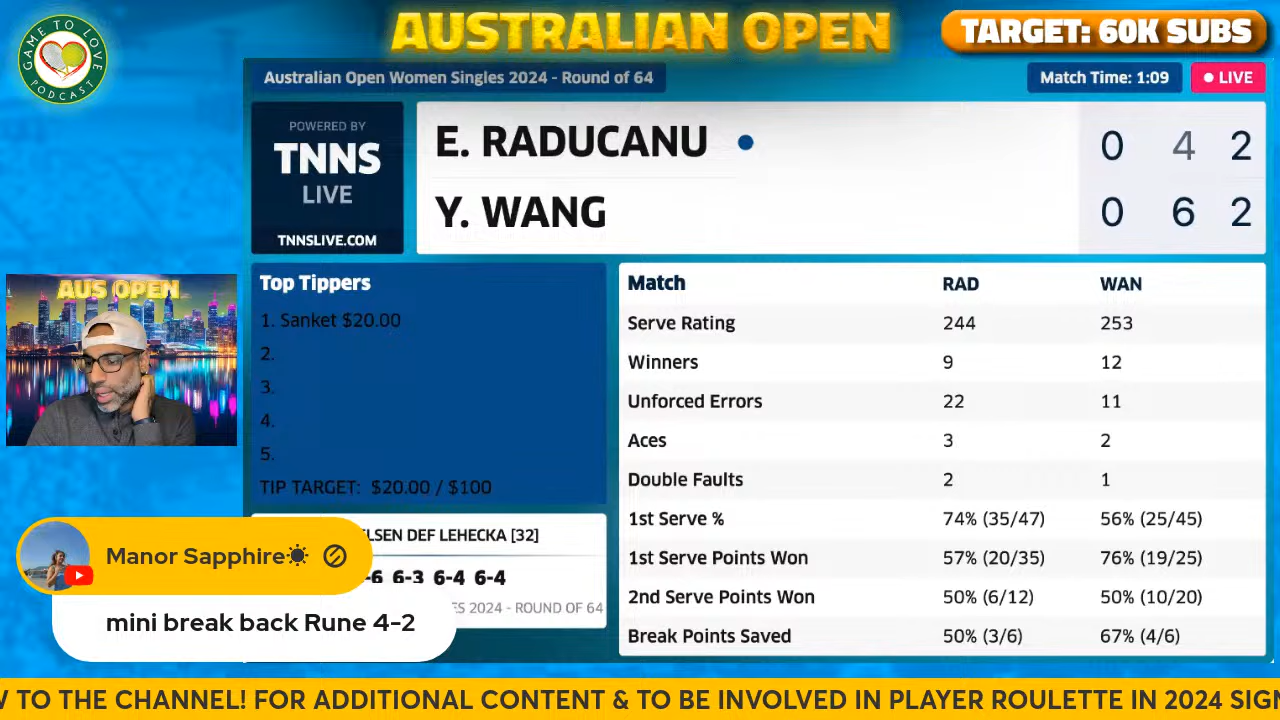 GAME TO LOVE
PODCAST
AUSTRALIAN OPEN
TARGET: 60K SUBS
Australian Open Women Singles 2024 - Round of 64
Match Time: 1:09
LIVE
POWERED BY
TNNS
LIVE
TNNSLIVE.COM
E. RADUCANU 0 4 2
Y. WANG 0 6 2
AUS OPEN
Top Tippers
1. Sanket $20.00
2.
3.
4.
5.
TIP TARGET: $20.00 / $100
DEF LEHECKA [32]
6-3 6-4 6-4
2024 - ROUND OF 64
Match RAD WAN
Serve Rating 244 253
Winners 9 12
Unforced Errors 22 11
Aces 3 2
Double Faults 2 1
1st Serve % 74% (35/47) 56% (25/45)
1st Serve Points Won 57% (20/35) 76% (19/25)
2nd Serve Points Won 50% (6/12) 50% (10/20)
Break Points Saved 50% (3/6) 67% (4/6)
Manor Sapphire☀
mini break back Rune 4-2
TO THE CHANNEL! FOR ADDITIONAL CONTENT & TO BE INVOLVED IN PLAYER ROULETTE IN 2024 SIG